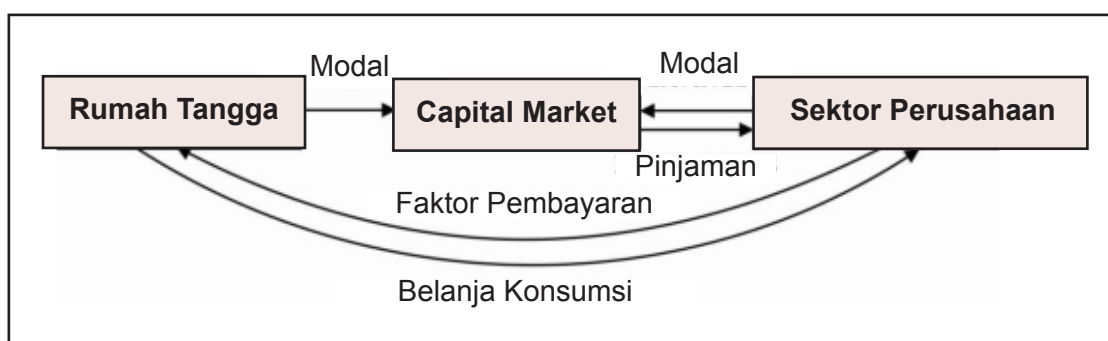 Modal
Modal
Rumah Tangga
Capital Market
Sektor Perusahaan
Pinjaman
Faktor Pembayaran
Belanja Konsumsi